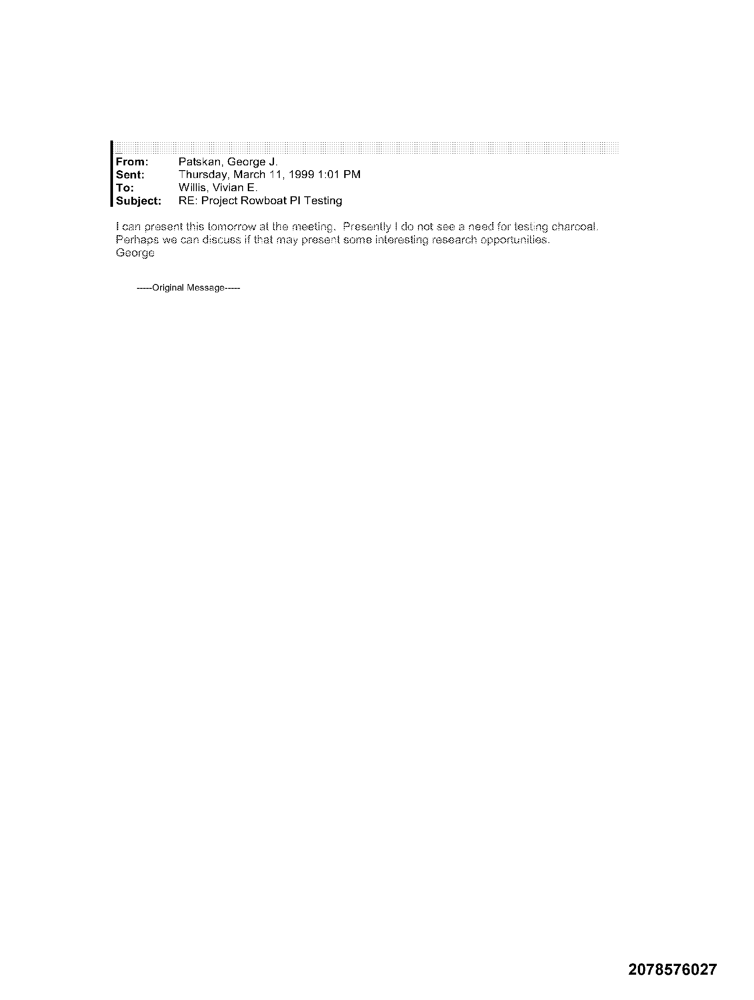 From: Patskan, George J.
Sent: Thursday, March 11, 1999 1:01 PM
To: Willis, Vivian E.
Subject: RE: Project Rowboat PI Testing
I can present this tomorrow at the meeting. Presently I do not see a need for testing charcoal.
Perhaps we can discuss if that may present some interesting research opportunities.
George
-----Original Message-----
2078576027